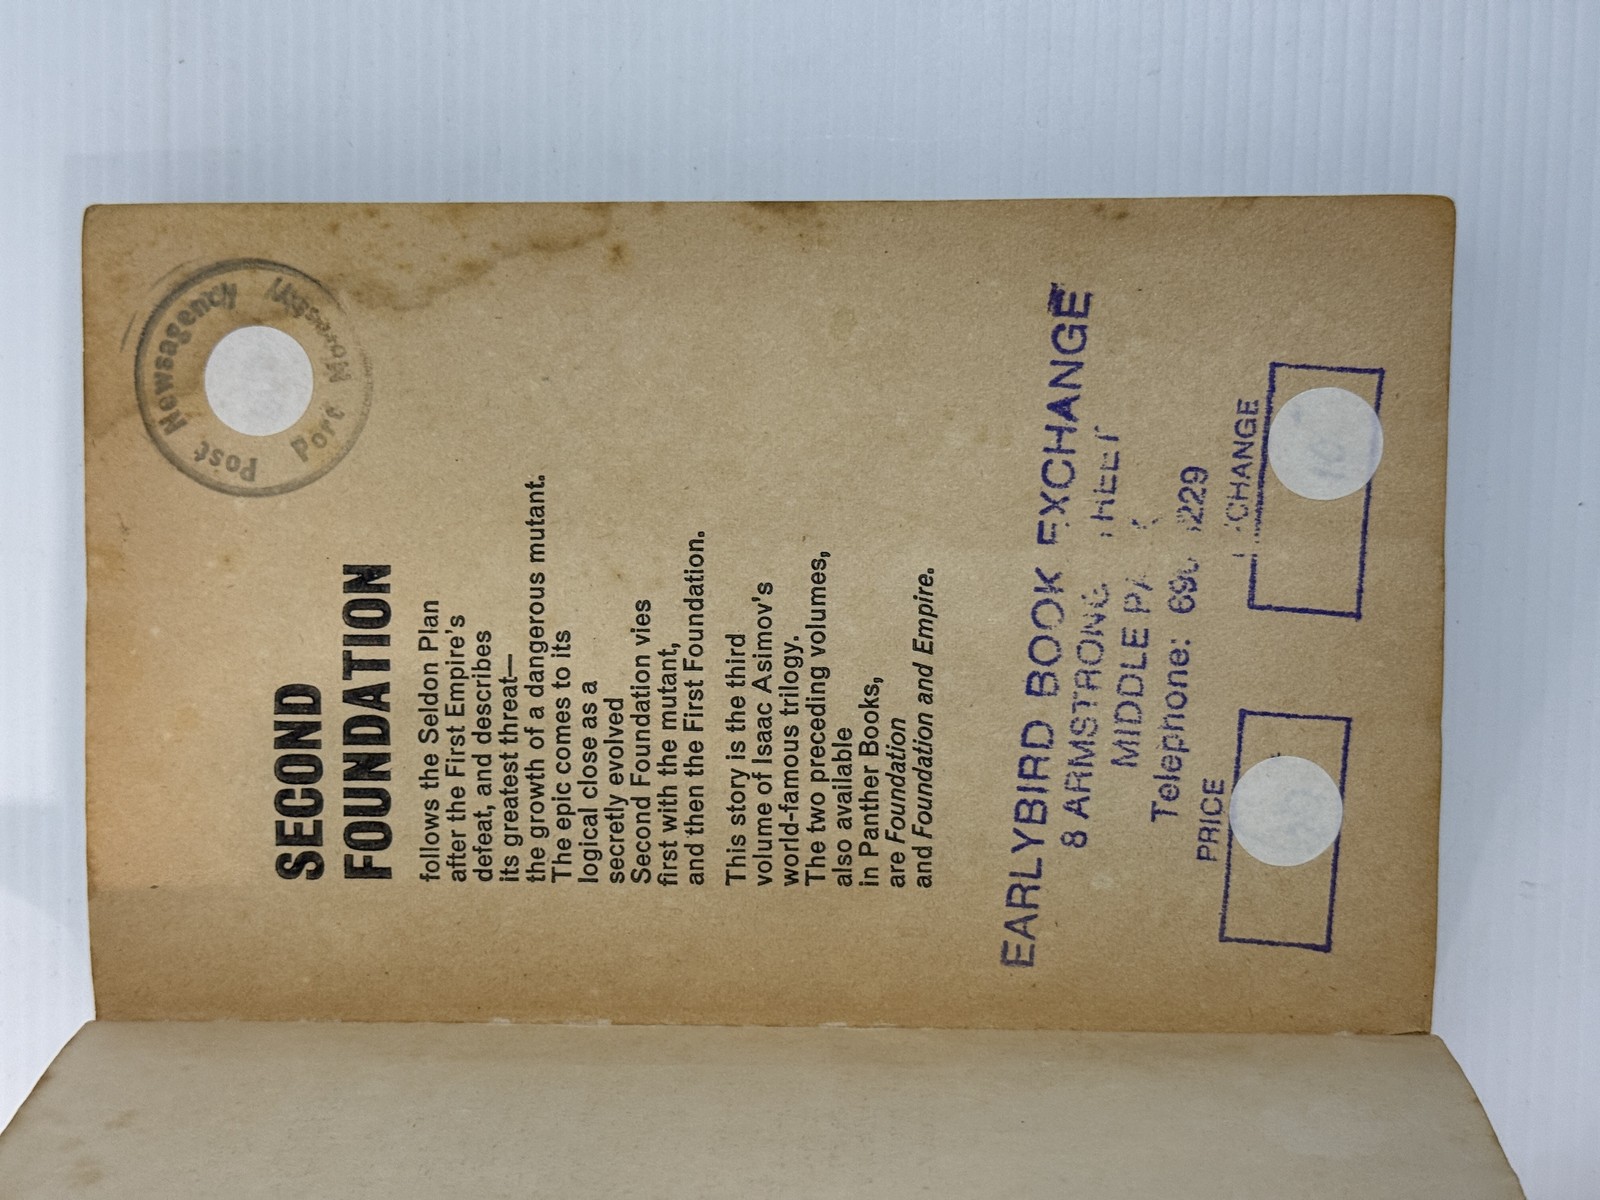 Post Newsagency
Port Moresby
SECOND
FOUNDATION
follows the Seldon Plan
after the First Empire's
defeat, and describes
its greatest threat—
the growth of a dangerous mutant.
The epic comes to its
logical close as a
secretly evolved
Second Foundation vies
first with the mutant,
and then the First Foundation.
This story is the third
volume of Isaac Asimov's
world-famous trilogy.
The two preceding volumes,
also available
in Panther Books,
are Foundation
and Foundation and Empire.
EARLYBIRD BOOK EXCHANGE
8 ARMSTRONG
MIDDLE
Telephone:
PRICE